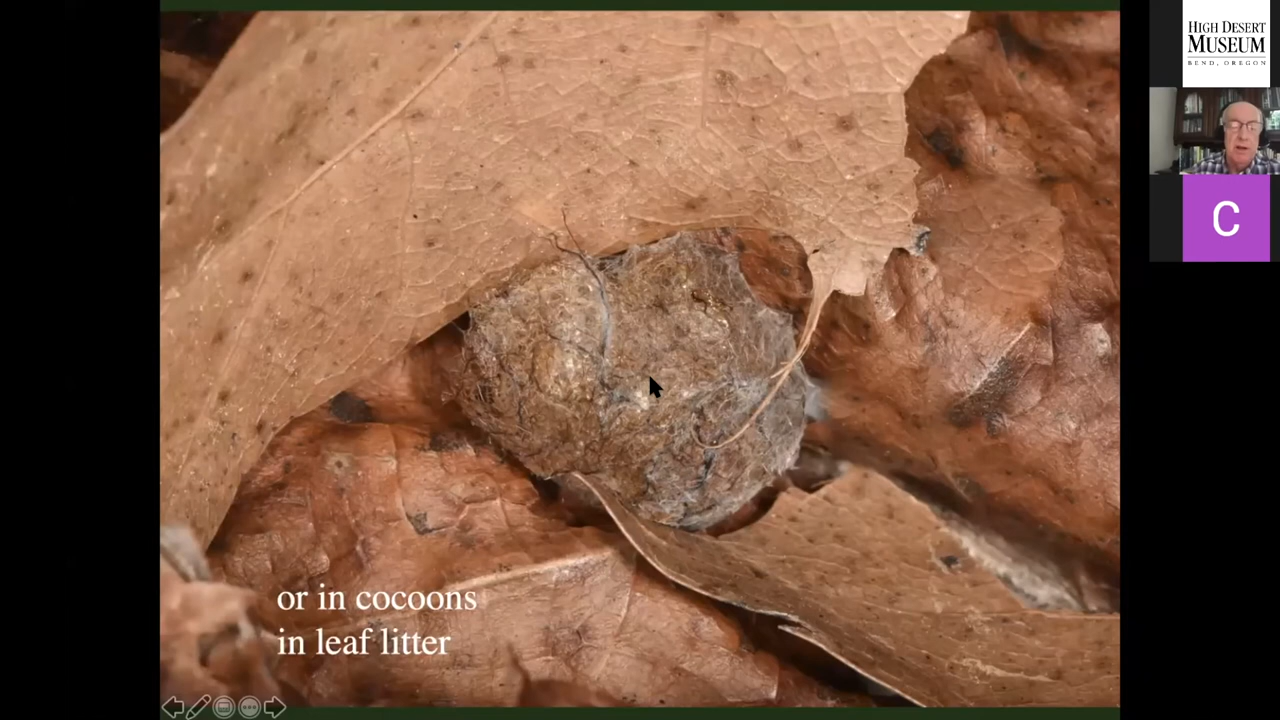 HIGH DESERT
MUSEUM
BEND, OREGON
C
or in cocoons
in leaf litter